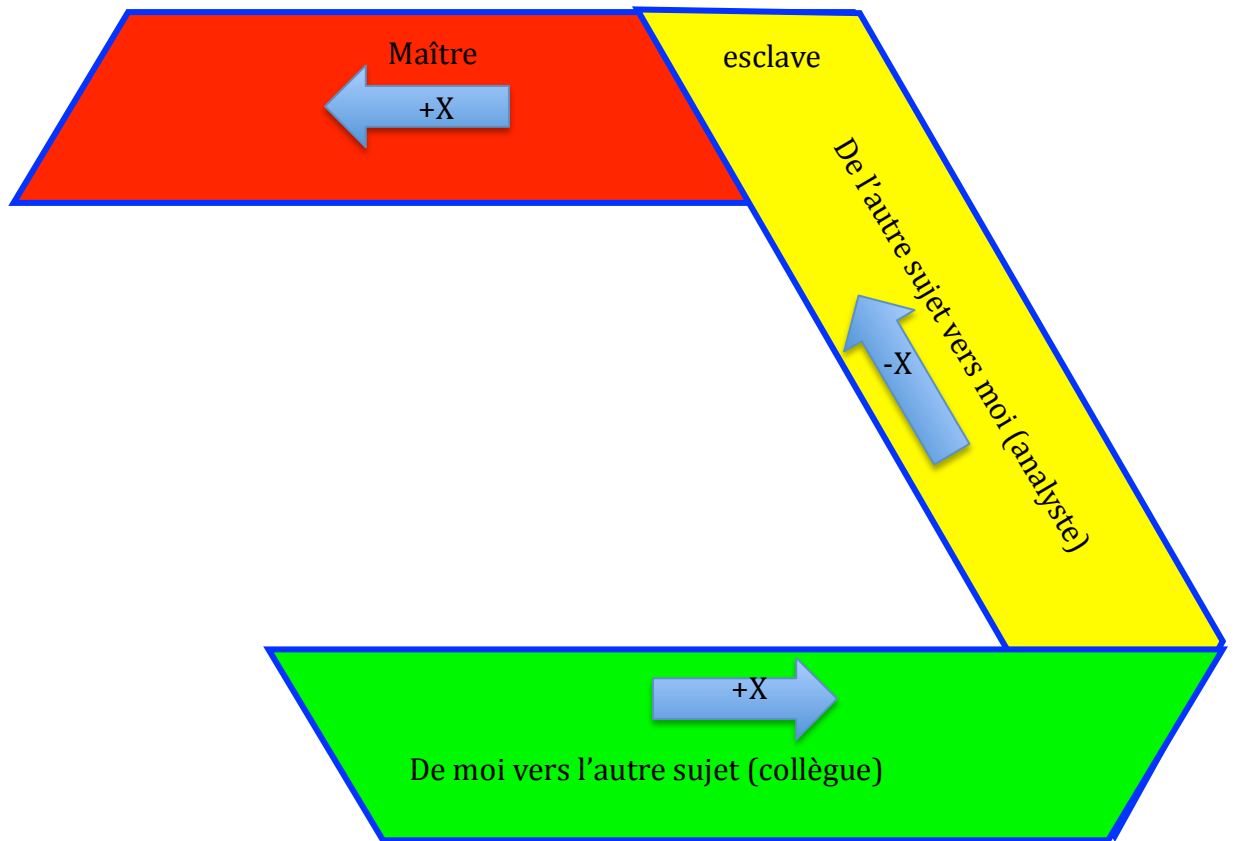 Maître
+X
esclave
De l'autre sujet vers moi (analyste)
-X
+X
De moi vers l'autre sujet (collègue)